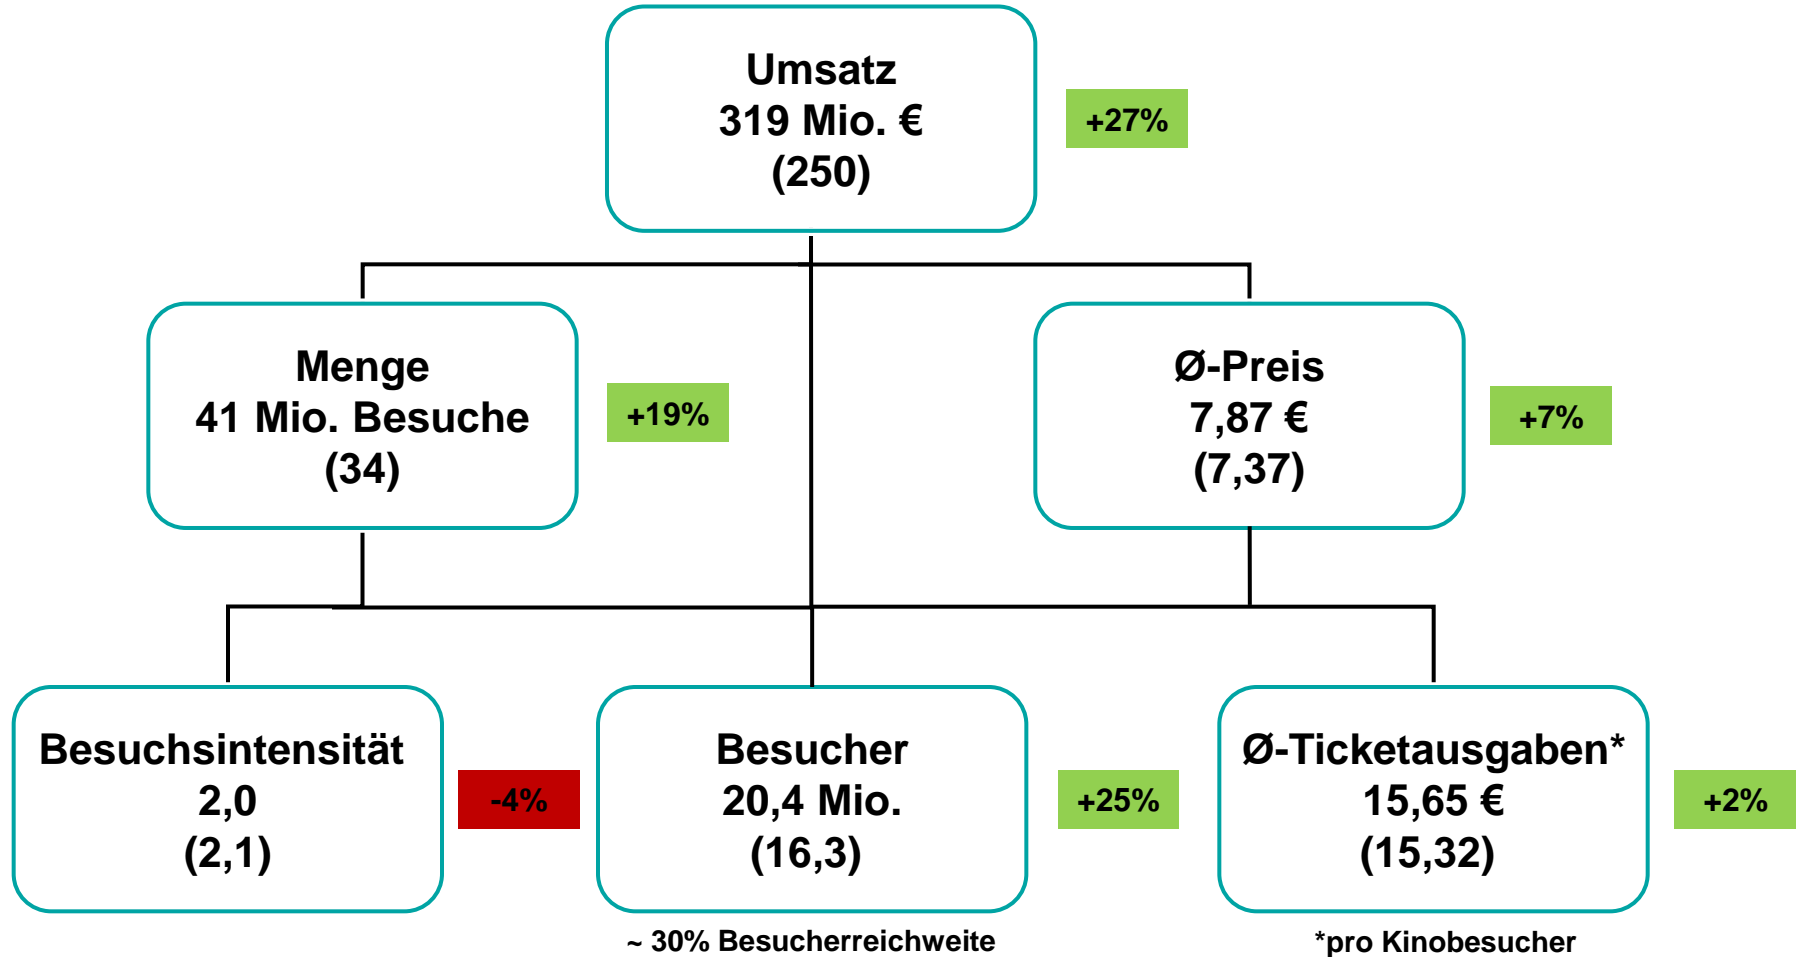 Umsatz
319 Mio. €
(250)
+27%
Menge
41 Mio. Besuche
(34)
+19%
Ø-Preis
7,87 €
(7,37)
+7%
Besuchsintensität
2,0
(2,1)
-4%
Besucher
20,4 Mio.
(16,3)
+25%
Ø-Ticketausgaben*
15,65 €
(15,32)
+2%
~ 30% Besucherreichweite
*pro Kinobesucher